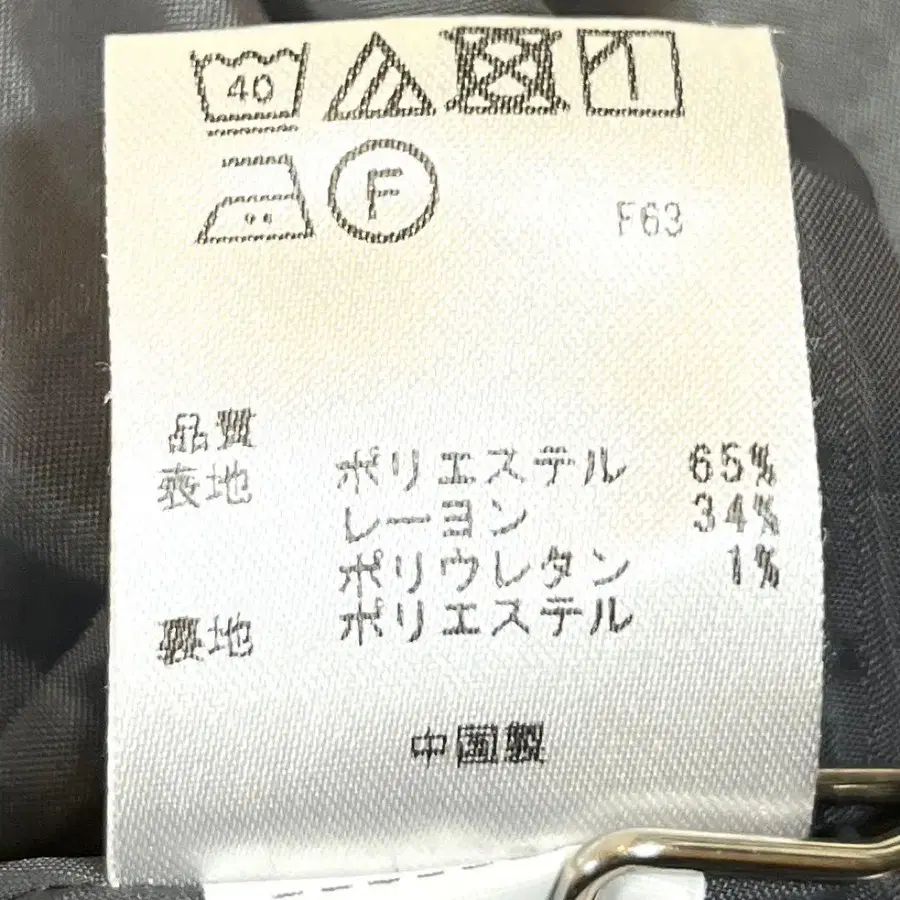 40
F
F63
品質
表地 ポリエステル 65%
レーヨン 34%
ポリウレタン 1%
裏地 ポリエステル
中国製